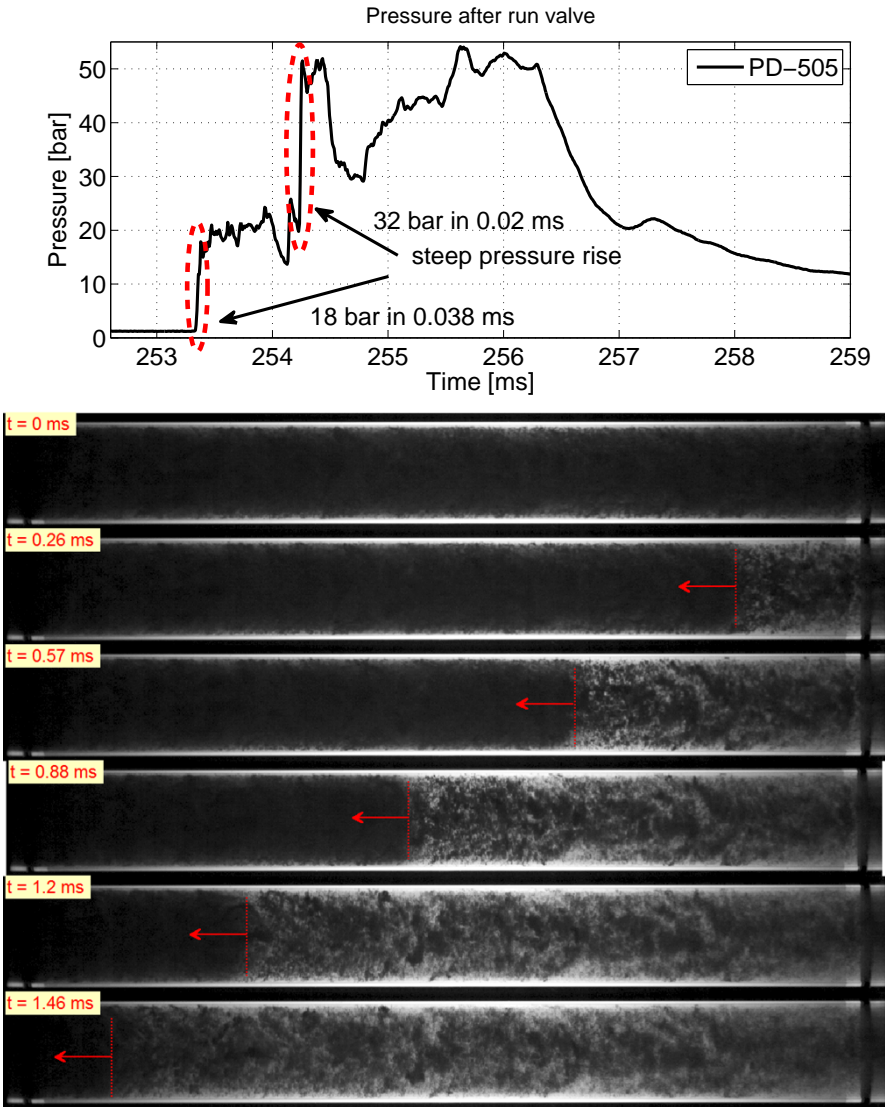 Pressure after run valve
PD−505
50
40
30
20
10
0
Pressure [bar]
32 bar in 0.02 ms
steep pressure rise
18 bar in 0.038 ms
253 254 255 256 257 258 259
Time [ms]
t = 0 ms
t = 0.26 ms
t = 0.57 ms
t = 0.88 ms
t = 1.2 ms
t = 1.46 ms